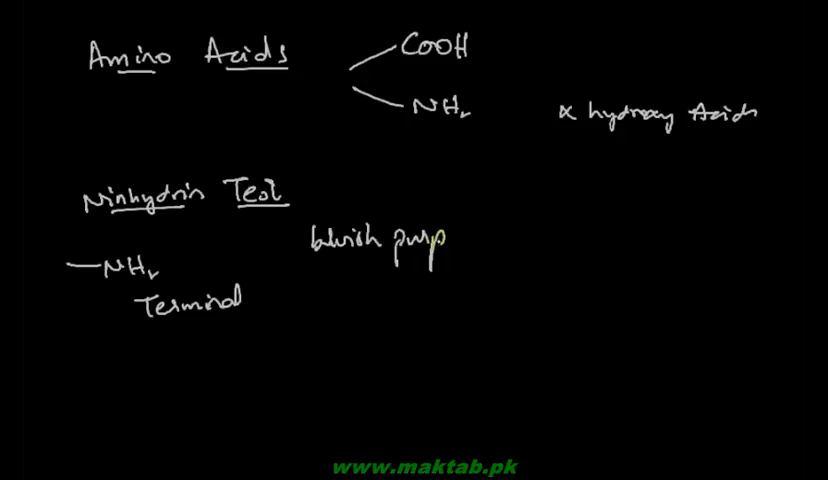 Amino Acids
COOH
NH₂
α hydroxy Acids
Ninhydrin Test
bluish purp
—NH₂
Terminal
www.maktab.pk